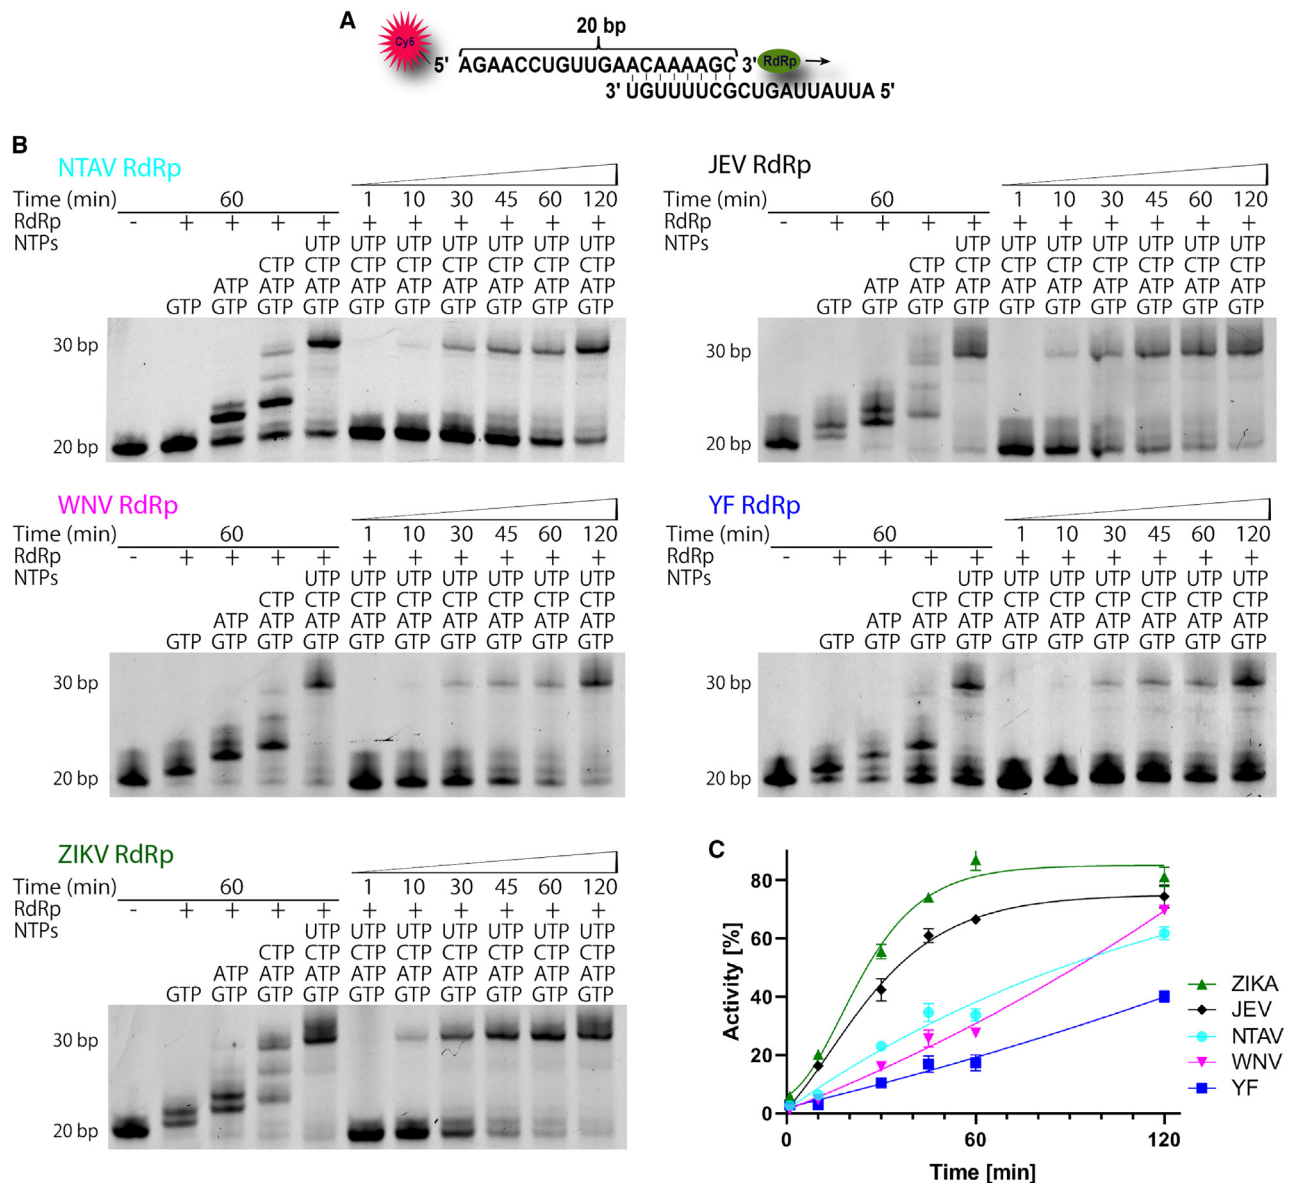 A
20 bp
Cy5
5' AGAACCUGUUGAACAAAAGC 3' RdRp
3' UGUUUUCGCUGAUUAUUA 5'
B
NTAV RdRp
Time (min) 60 1 10 30 45 60 120
RdRp - + + + + + + + + + +
NTPs UTP UTP UTP UTP UTP UTP UTP
CTP CTP CTP CTP CTP CTP CTP CTP
ATP ATP ATP ATP ATP ATP ATP ATP ATP
GTP GTP GTP GTP GTP GTP GTP GTP GTP GTP
30 bp
20 bp
JEV RdRp
Time (min) 60 1 10 30 45 60 120
RdRp - + + + + + + + + + +
NTPs UTP UTP UTP UTP UTP UTP UTP
CTP CTP CTP CTP CTP CTP CTP CTP
ATP ATP ATP ATP ATP ATP ATP ATP ATP
GTP GTP GTP GTP GTP GTP GTP GTP GTP GTP
30 bp
20 bp
WNV RdRp
Time (min) 60 1 10 30 45 60 120
RdRp - + + + + + + + + + +
NTPs UTP UTP UTP UTP UTP UTP UTP
CTP CTP CTP CTP CTP CTP CTP CTP
ATP ATP ATP ATP ATP ATP ATP ATP ATP
GTP GTP GTP GTP GTP GTP GTP GTP GTP GTP
30 bp
20 bp
YF RdRp
Time (min) 60 1 10 30 45 60 120
RdRp - + + + + + + + + + +
NTPs UTP UTP UTP UTP UTP UTP UTP
CTP CTP CTP CTP CTP CTP CTP CTP
ATP ATP ATP ATP ATP ATP ATP ATP ATP
GTP GTP GTP GTP GTP GTP GTP GTP GTP GTP
30 bp
20 bp
ZIKV RdRp
Time (min) 60 1 10 30 45 60 120
RdRp - + + + + + + + + + +
NTPs UTP UTP UTP UTP UTP UTP UTP
CTP CTP CTP CTP CTP CTP CTP CTP
ATP ATP ATP ATP ATP ATP ATP ATP ATP
GTP GTP GTP GTP GTP GTP GTP GTP GTP GTP
30 bp
20 bp
C
Activity [%]
80
60
40
20
0
0 60 120
Time [min]
ZIKA
JEV
NTAV
WNV
YF